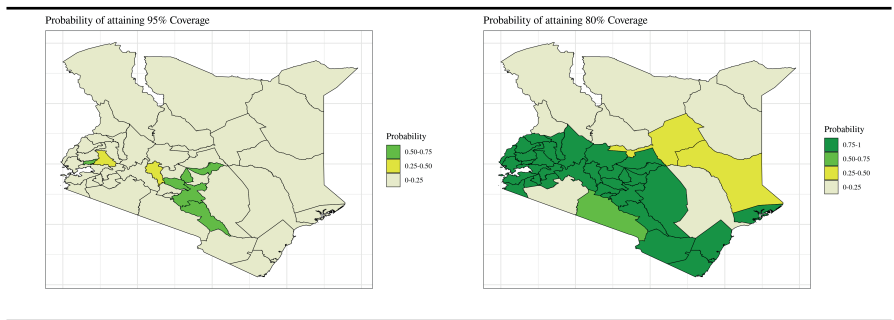 Probability of attaining 95% Coverage
Probability
0.50-0.75
0.25-0.50
0-0.25
Probability of attaining 80% Coverage
Probability
0.75-1
0.50-0.75
0.25-0.50
0-0.25